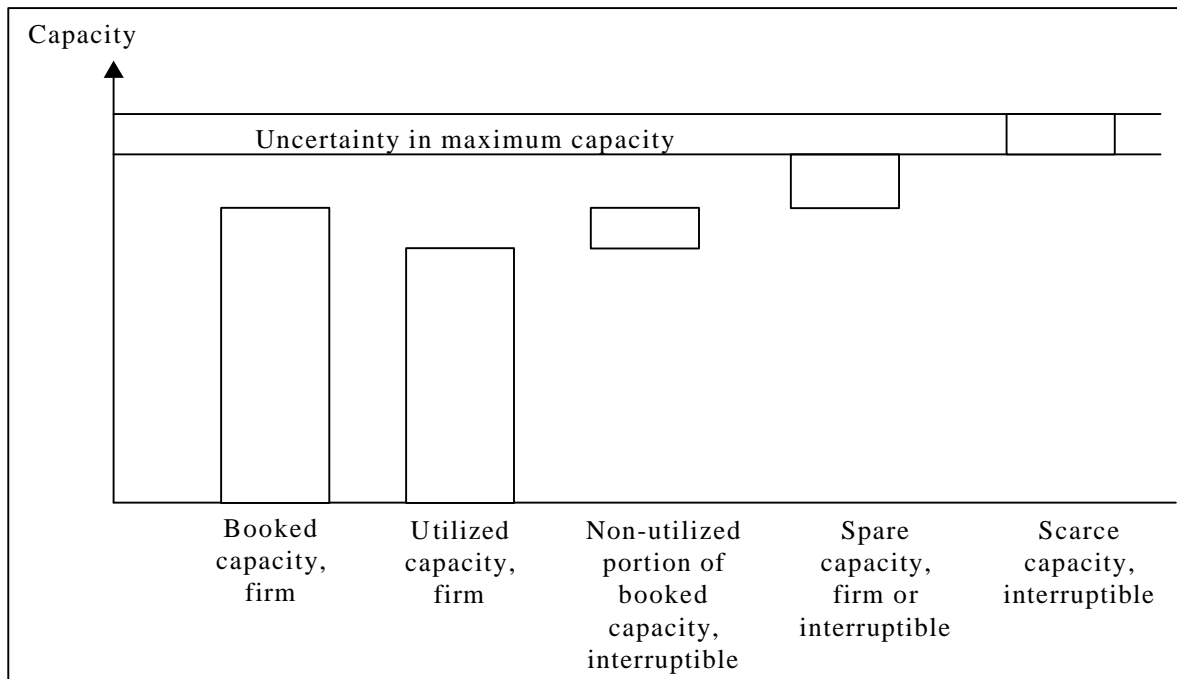 Capacity
Uncertainty in maximum capacity
Booked
capacity,
firm
Utilized
capacity,
firm
Non-utilized
portion of
booked
capacity,
interruptible
Spare
capacity,
firm or
interruptible
Scarce
capacity,
interruptible